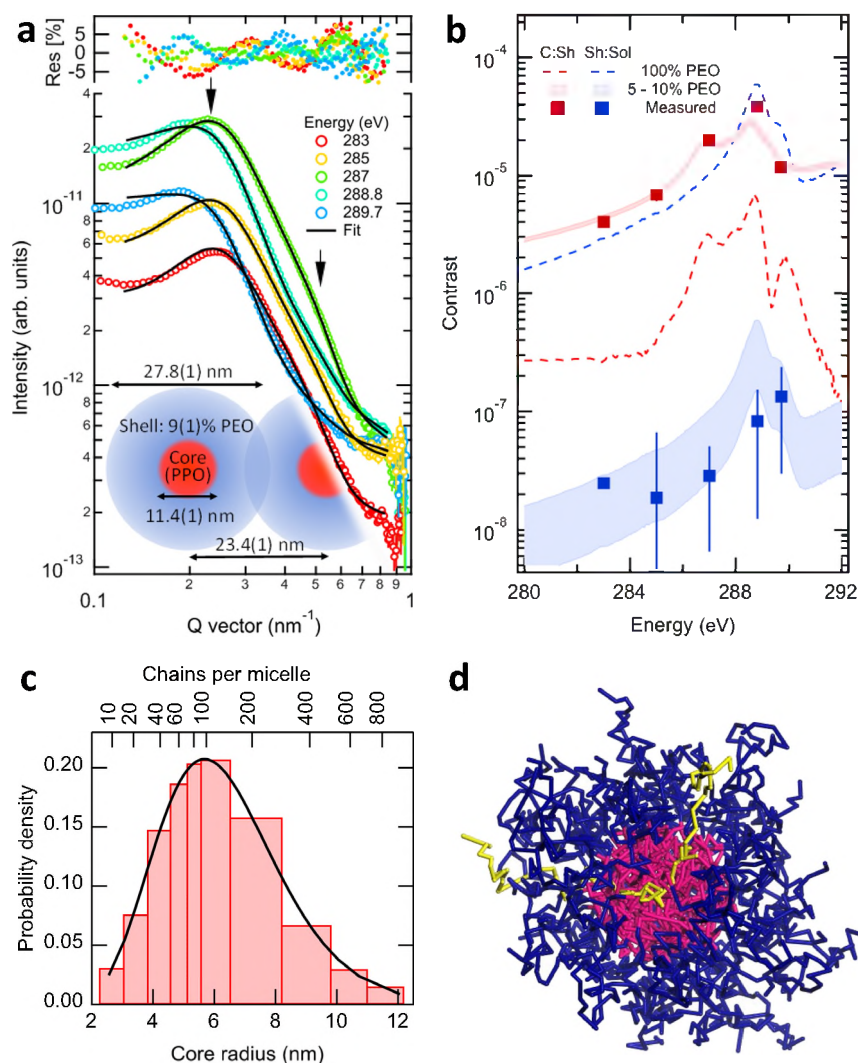 a
Res [%]
5
0
-5
Energy (eV)
283
285
287
288.8
289.7
Fit
2
10-11
8
6
4
2
10-12
8
6
4
2
10-13
Intensity (arb. units)
27.8(1) nm
Shell: 9(1)% PEO
Core
(PPO)
11.4(1) nm
23.4(1) nm
0.1
2
3
4
5
6
7
8
9
1
Q vector (nm-1)
b
C:Sh Sh:Sol
100% PEO
5 - 10% PEO
Measured
10-4
10-5
10-6
10-7
10-8
Contrast
280
284
288
292
Energy (eV)
c
Chains per micelle
10
20
40
60
100
200
400
600
800
0.20
0.15
0.10
0.05
0.00
Probability density
2
4
6
8
10
12
Core radius (nm)
d